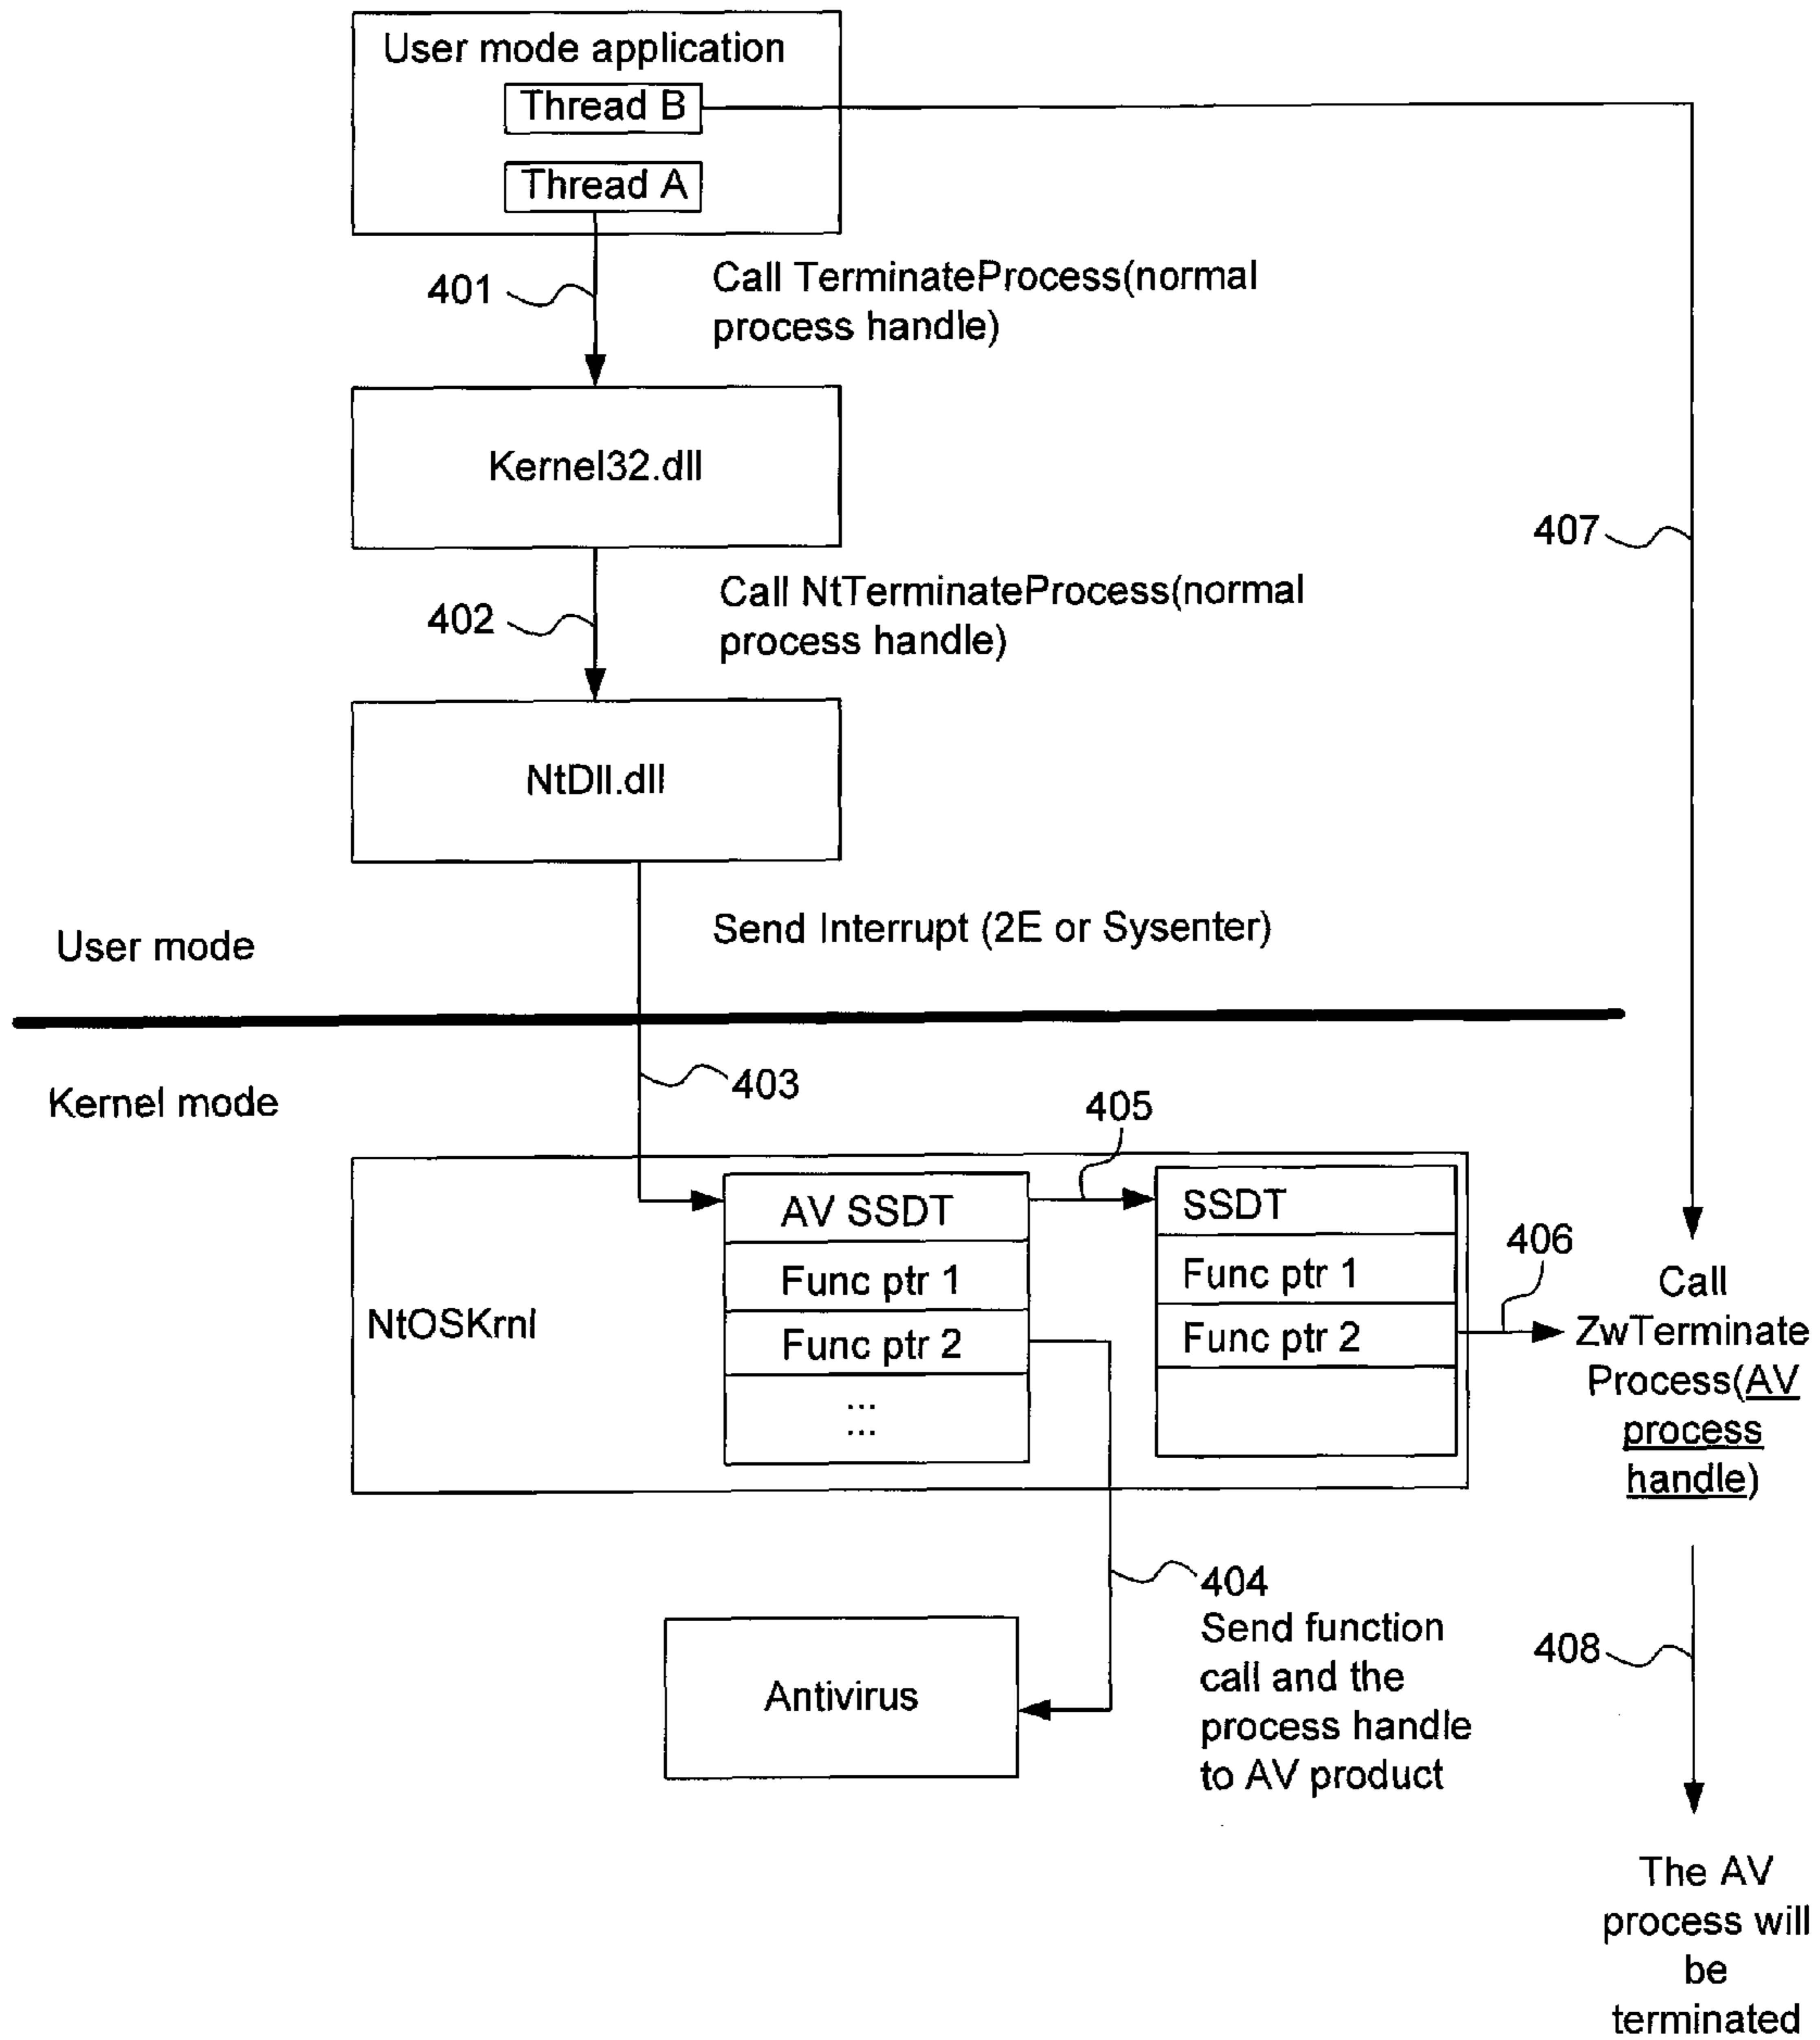 User mode application
Thread B
Thread A
401
Call TerminateProcess(normal
process handle)
Kernel32.dll
407
402
Call NtTerminateProcess(normal
process handle)
NtDll.dll
Send Interrupt (2E or Sysenter)
User mode
Kernel mode
403
405
AV SSDT
SSDT
406
Func ptr 1
Func ptr 1
NtOSKrnl
Func ptr 2
Func ptr 2
...
...
Call
ZwTerminate
Process(AV
process
handle)
404
Send function
call and the
process handle
to AV product
408
Antivirus
The AV
process will
be
terminated